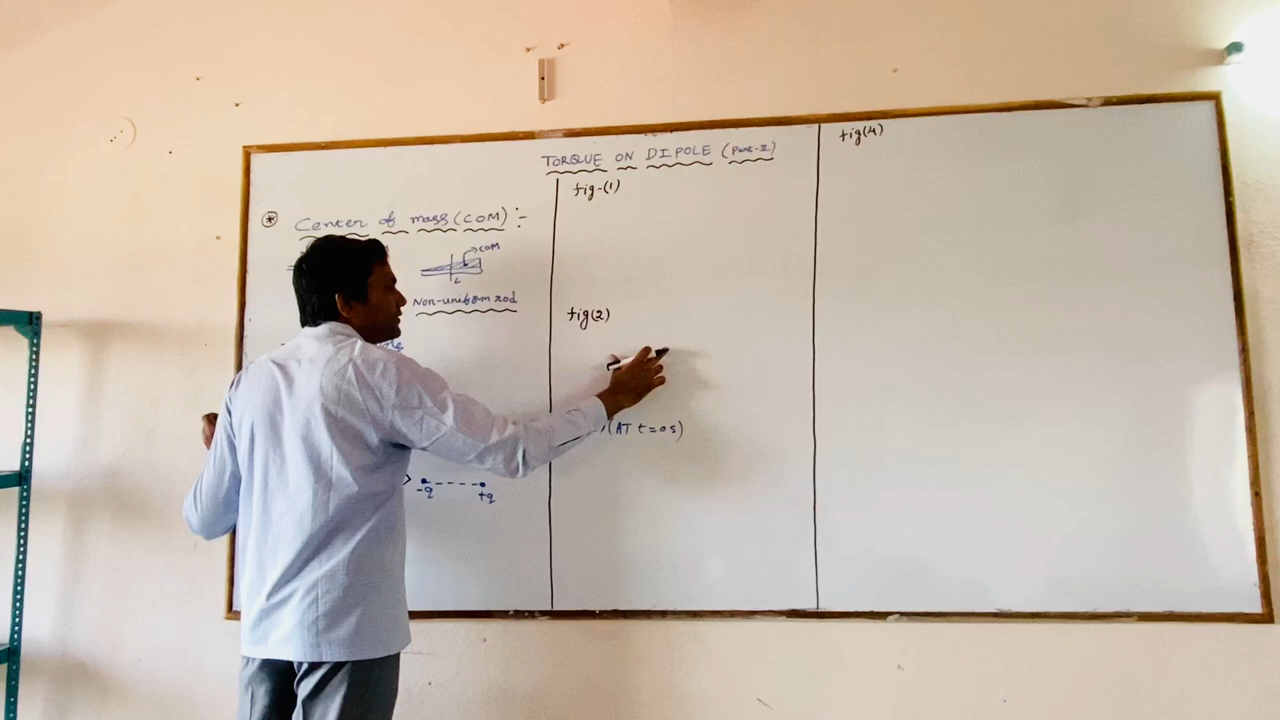 TORQUE ON DIPOLE (Part-II)
Center of mass (COM) :-
COM
L
Non-uniform rod
-q +q
fig-(1)
fig(2)
(AT t=0s)
fig(4)